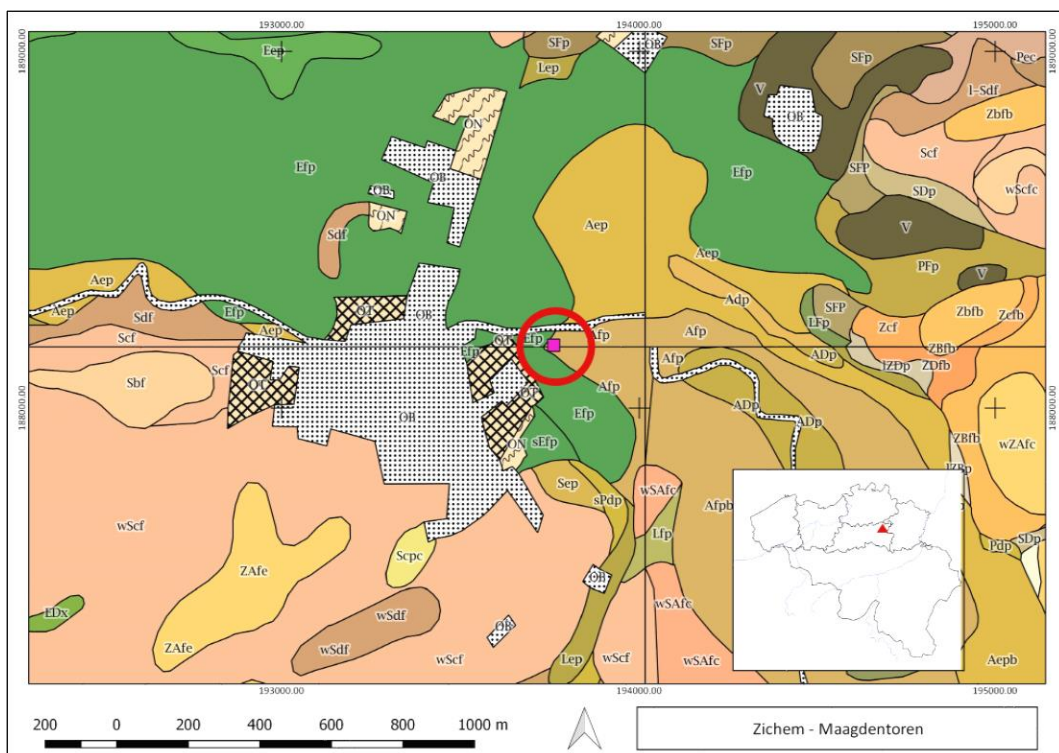 193000.00 194000.00 195000.00
189000.00 189000.00
Eep SFp OB SFp SFp Pec
Lep V l-Sdf
ON OB Zbfb
Efp OB Efp Scf
OB SFP wScfc
ON SDp
Sdf Aep V
Aep Aep PFp V
Aep Sdf Efp OT OB Adp SFP Zbfb Zcfb
Aep Scf Aep Efp OT Efp Afp Afp LFp Zcf
Scf OT Afp Afp ADp ZBfb
Sbf OB OT Efp ADp ZDfb
188000.00 188000.00
ON sEfp ADp ZBfb wZAfc
Sep sPdp wSAfc Afpb
wScf Scpc Lfp Pdp SDp
ZAfe OB
EDx wSdf wSAfc
ZAfe wSdf OB
wScf Lep wScf wSAfc Aepb
193000.00 194000.00 195000.00
200 0 200 400 600 800 1000 m
Zichem - Maagdentoren